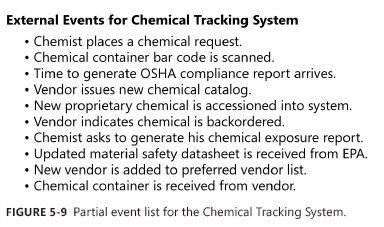 External Events for Chemical Tracking System
• Chemist places a chemical request.
• Chemical container bar code is scanned.
• Time to generate OSHA compliance report arrives.
• Vendor issues new chemical catalog.
• New proprietary chemical is accessioned into system.
• Vendor indicates chemical is backordered.
• Chemist asks to generate his chemical exposure report.
• Updated material safety datasheet is received from EPA.
• New vendor is added to preferred vendor list.
• Chemical container is received from vendor.
FIGURE 5-9 Partial event list for the Chemical Tracking System.